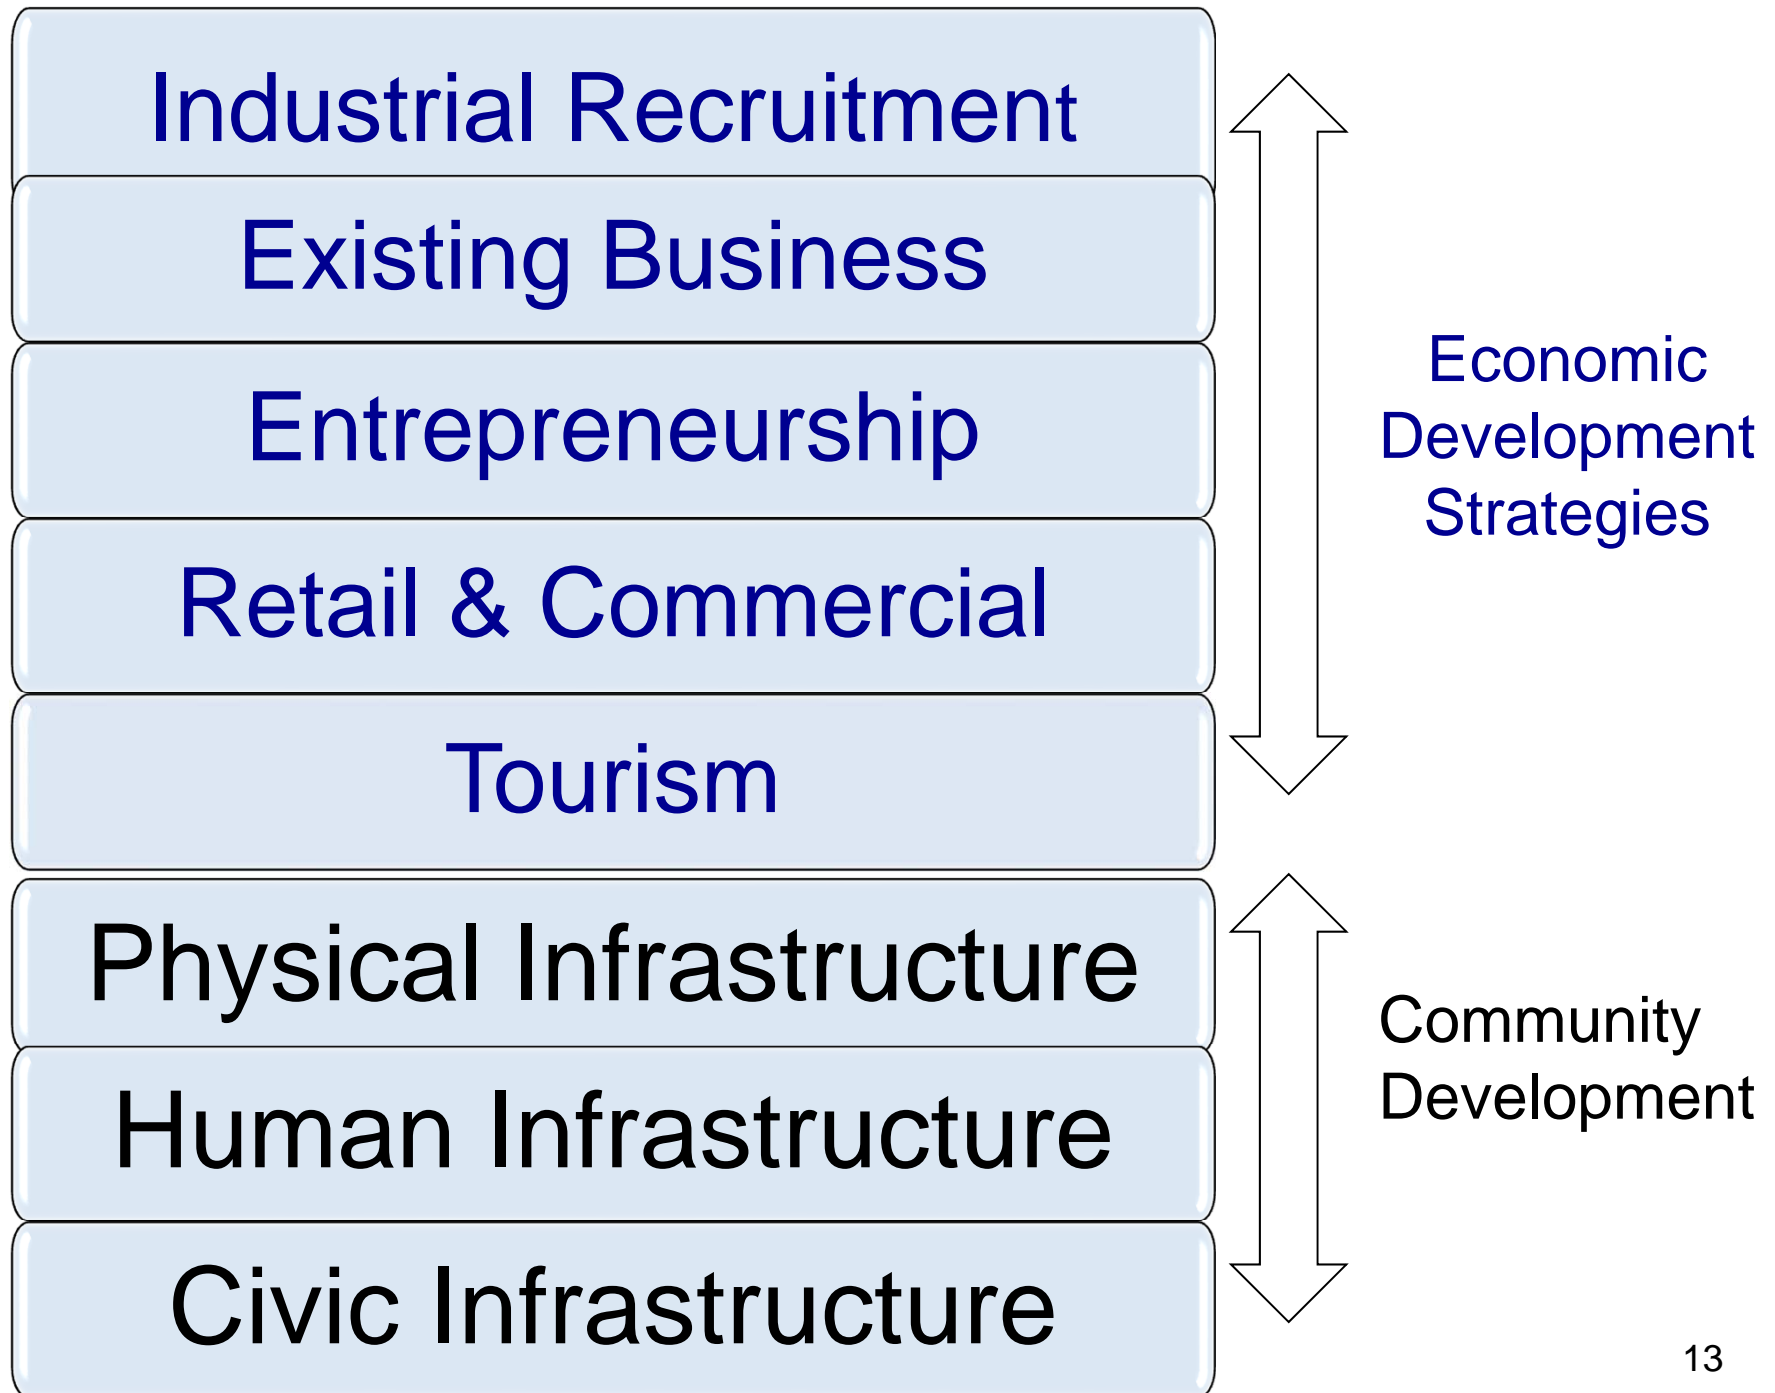 Industrial Recruitment
Existing Business
Entrepreneurship
Retail & Commercial
Tourism
Economic
Development
Strategies
Physical Infrastructure
Human Infrastructure
Civic Infrastructure
Community
Development
13